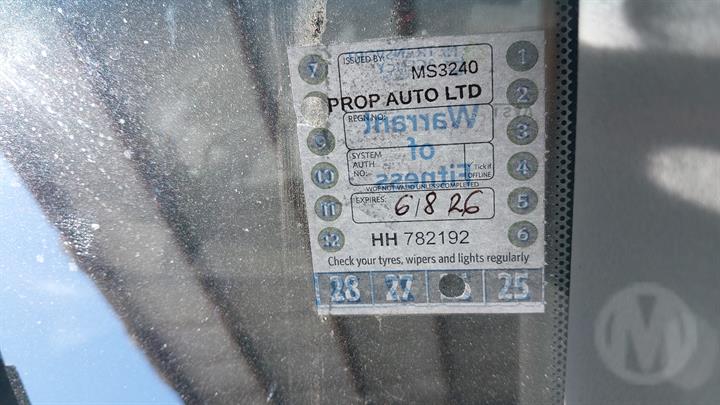 ISSUED BY:
MS3240
PROP AUTO LTD
REGN NO:
Warrant
of
Fitness
SYSTEM
AUTH
NO:
Tick if
OFFLINE
WOF NOT VALID UNLESS COMPLETED
EXPIRES:
6/8 26
HH 782192
Check your tyres, wipers and lights regularly
7
9
10
11
12
1
2
3
4
5
6
28 27 25
M